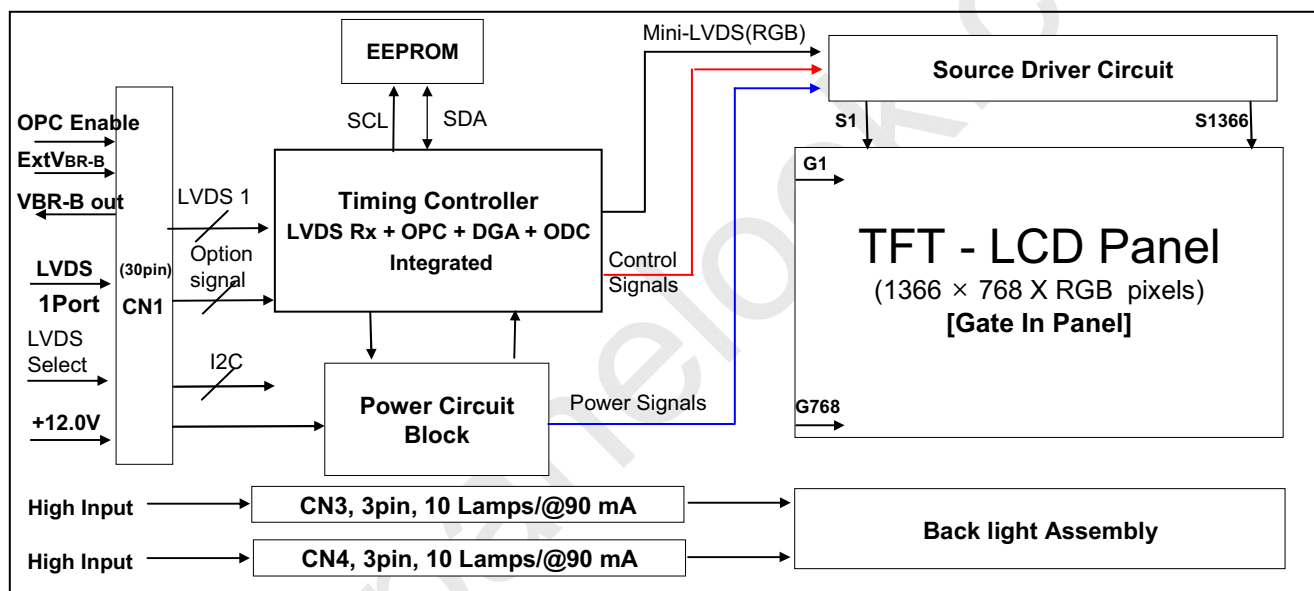 Mini-LVDS(RGB)
EEPROM
Source Driver Circuit
SCL
SDA
S1
S1366
OPC Enable
ExtVBR-B
VBR-B out
LVDS 1
Option
signal
Timing Controller
LVDS Rx + OPC + DGA + ODC
Integrated
G1
TFT - LCD Panel
(1366 × 768 X RGB pixels)
[Gate In Panel]
G768
LVDS
1Port
(30pin)
CN1
Control
Signals
LVDS
Select
I2C
+12.0V
Power Circuit
Block
Power Signals
High Input
CN3, 3pin, 10 Lamps/@90 mA
Back light Assembly
High Input
CN4, 3pin, 10 Lamps/@90 mA